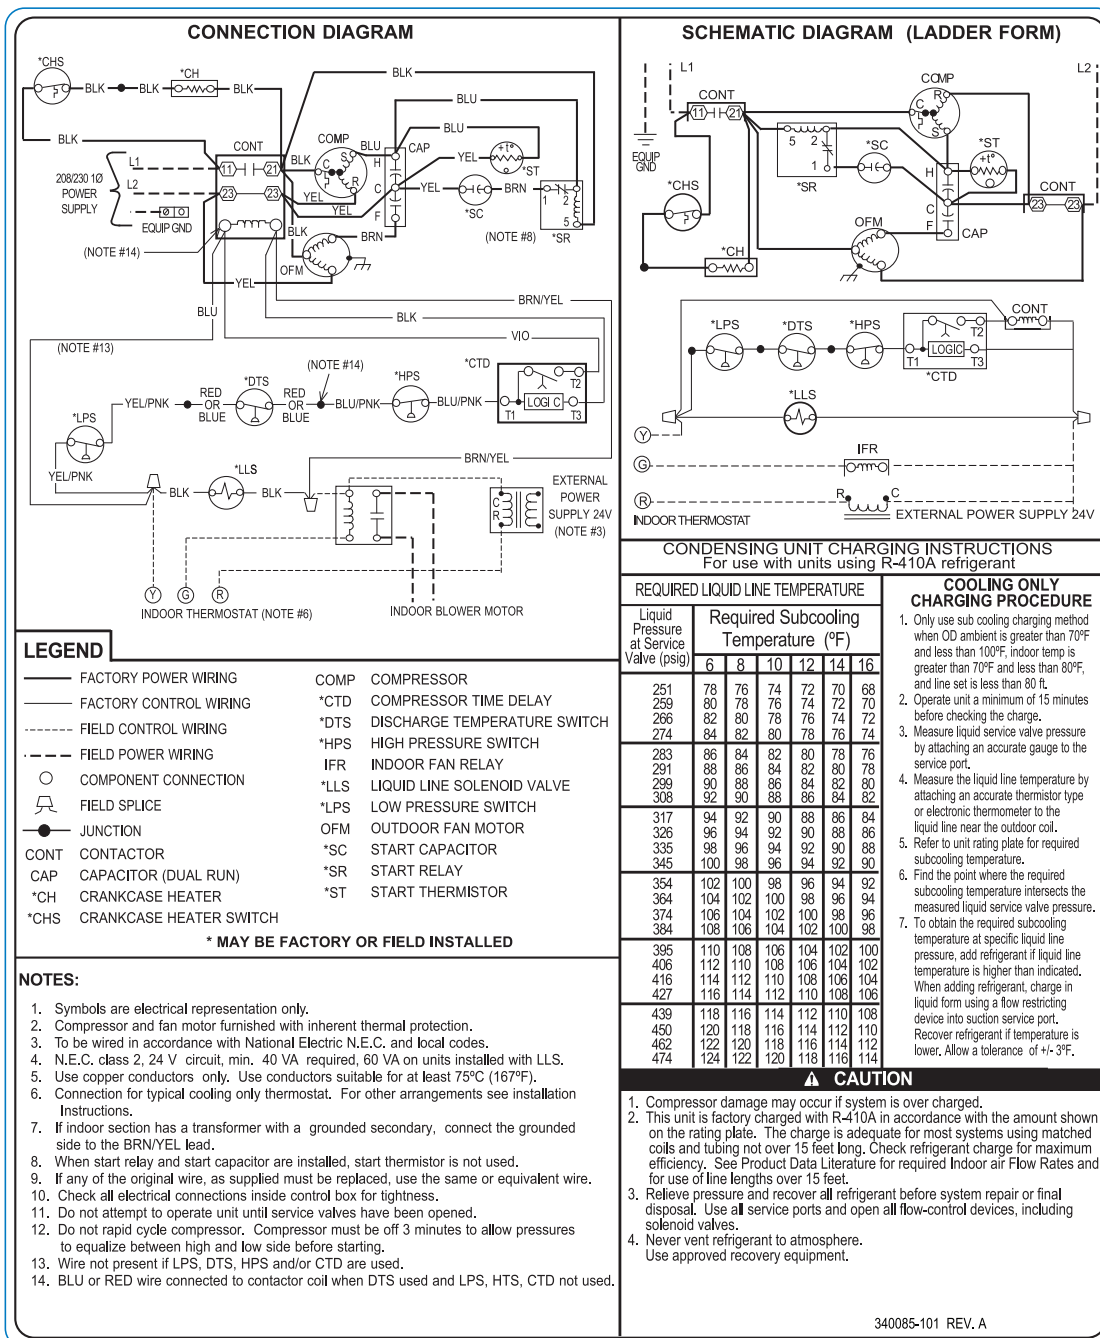 CONNECTION DIAGRAM
*CHS
BLK
BLK
*CH
BLK
BLK
BLU
BLK
CONT
COMP
BLU
BLU
CAP
L1
11
21
BLK
S
R
C
H
YEL
+t°
*ST
208/230 1Ø
POWER
SUPPLY
L2
23
23
YEL
YEL
C
YEL
BRN
1
2
5
*SC
F
EQUIP GND
BLK
BRN
(NOTE #8)
*SR
(NOTE #14)
OFM
YEL
BLU
BRN/YEL
BLK
VIO
(NOTE #13)
(NOTE #14)
*CTD
*DTS
*HPS
T2
YEL/PNK
RED
OR
BLUE
RED
OR
BLUE
BLU/PNK
BLU/PNK
T1
LOGIC
T3
*LPS
YEL/PNK
BRN/YEL
*LLS
BLK
BLK
EXTERNAL
POWER
SUPPLY 24V
(NOTE #3)
C
R
Y
G
R
INDOOR THERMOSTAT (NOTE #6)
INDOOR BLOWER MOTOR
LEGEND
FACTORY POWER WIRING
FACTORY CONTROL WIRING
FIELD CONTROL WIRING
FIELD POWER WIRING
COMPONENT CONNECTION
FIELD SPLICE
JUNCTION
CONT CONTACTOR
CAP CAPACITOR (DUAL RUN)
*CH CRANKCASE HEATER
*CHS CRANKCASE HEATER SWITCH
COMP COMPRESSOR
*CTD COMPRESSOR TIME DELAY
*DTS DISCHARGE TEMPERATURE SWITCH
*HPS HIGH PRESSURE SWITCH
IFR INDOOR FAN RELAY
*LLS LIQUID LINE SOLENOID VALVE
*LPS LOW PRESSURE SWITCH
OFM OUTDOOR FAN MOTOR
*SC START CAPACITOR
*SR START RELAY
*ST START THERMISTOR
* MAY BE FACTORY OR FIELD INSTALLED
NOTES:
1. Symbols are electrical representation only.
2. Compressor and fan motor furnished with inherent thermal protection.
3. To be wired in accordance with National Electric N.E.C. and local codes.
4. N.E.C. class 2, 24 V circuit, min. 40 VA required, 60 VA on units installed with LLS.
5. Use copper conductors only. Use conductors suitable for at least 75ºC (167ºF).
6. Connection for typical cooling only thermostat. For other arrangements see installation
Instructions.
7. If indoor section has a transformer with a grounded secondary, connect the grounded
side to the BRN/YEL lead.
8. When start relay and start capacitor are installed, start thermistor is not used.
9. If any of the original wire, as supplied must be replaced, use the same or equivalent wire.
10. Check all electrical connections inside control box for tightness.
11. Do not attempt to operate unit until service valves have been opened.
12. Do not rapid cycle compressor. Compressor must be off 3 minutes to allow pressures
to equalize between high and low side before starting.
13. Wire not present if LPS, DTS, HPS and/or CTD are used.
14. BLU or RED wire connected to contactor coil when DTS used and LPS, HTS, CTD not used.
SCHEMATIC DIAGRAM (LADDER FORM)
L1
L2
COMP
CONT
R
C
S
11
21
5
2
1
*SC
*ST
+t°
EQUIP
GND
*SR
H
*CHS
CONT
C
23
23
OFM
F
CAP
*CH
*LPS
*DTS
*HPS
CONT
T2
T1
LOGIC
T3
*CTD
*LLS
Y
G
IFR
R
R
C
INDOOR THERMOSTAT
EXTERNAL POWER SUPPLY 24V
CONDENSING UNIT CHARGING INSTRUCTIONS
For use with units using R-410A refrigerant
REQUIRED LIQUID LINE TEMPERATURE
Liquid
Pressure
at Service
Valve (psig)
Required Subcooling
Temperature (ºF)
6 8 10 12 14 16
251 78 76 74 72 70 68
259 80 78 76 74 72 70
266 82 80 78 76 74 72
274 84 82 80 78 76 74
283 86 84 82 80 78 76
291 88 86 84 82 80 78
299 90 88 86 84 82 80
308 92 90 88 86 84 82
317 94 92 90 88 86 84
326 96 94 92 90 88 86
335 98 96 94 92 90 88
345 100 98 96 94 92 90
354 102 100 98 96 94 92
364 104 102 100 98 96 94
374 106 104 102 100 98 96
384 108 106 104 102 100 98
395 110 108 106 104 102 100
406 112 110 108 106 104 102
416 114 112 110 108 106 104
427 116 114 112 110 108 106
439 118 116 114 112 110 108
450 120 118 116 114 112 110
462 122 120 118 116 114 112
474 124 122 120 118 116 114
COOLING ONLY
CHARGING PROCEDURE
1. Only use sub cooling charging method
when OD ambient is greater than 70ºF
and less than 100ºF, indoor temp is
greater than 70ºF and less than 80ºF,
and line set is less than 80 ft.
2. Operate unit a minimum of 15 minutes
before checking the charge.
3. Measure liquid service valve pressure
by attaching an accurate gauge to the
service port.
4. Measure the liquid line temperature by
attaching an accurate thermistor type
or electronic thermometer to the
liquid line near the outdoor coil.
5. Refer to unit rating plate for required
subcooling temperature.
6. Find the point where the required
subcooling temperature intersects the
measured liquid service valve pressure.
7. To obtain the required subcooling
temperature at specific liquid line
pressure, add refrigerant if liquid line
temperature is higher than indicated.
When adding refrigerant, charge in
liquid form using a flow restricting
device into suction service port.
Recover refrigerant if temperature is
lower. Allow a tolerance of +/- 3ºF.
CAUTION
1. Compressor damage may occur if system is over charged.
2. This unit is factory charged with R-410A in accordance with the amount shown
on the rating plate. The charge is adequate for most systems using matched
coils and tubing not over 15 feet long. Check refrigerant charge for maximum
efficiency. See Product Data Literature for required Indoor air Flow Rates and
for use of line lengths over 15 feet.
3. Relieve pressure and recover all refrigerant before system repair or final
disposal. Use all service ports and open all flow-control devices, including
solenoid valves.
4. Never vent refrigerant to atmosphere.
Use approved recovery equipment.
340085-101 REV. A